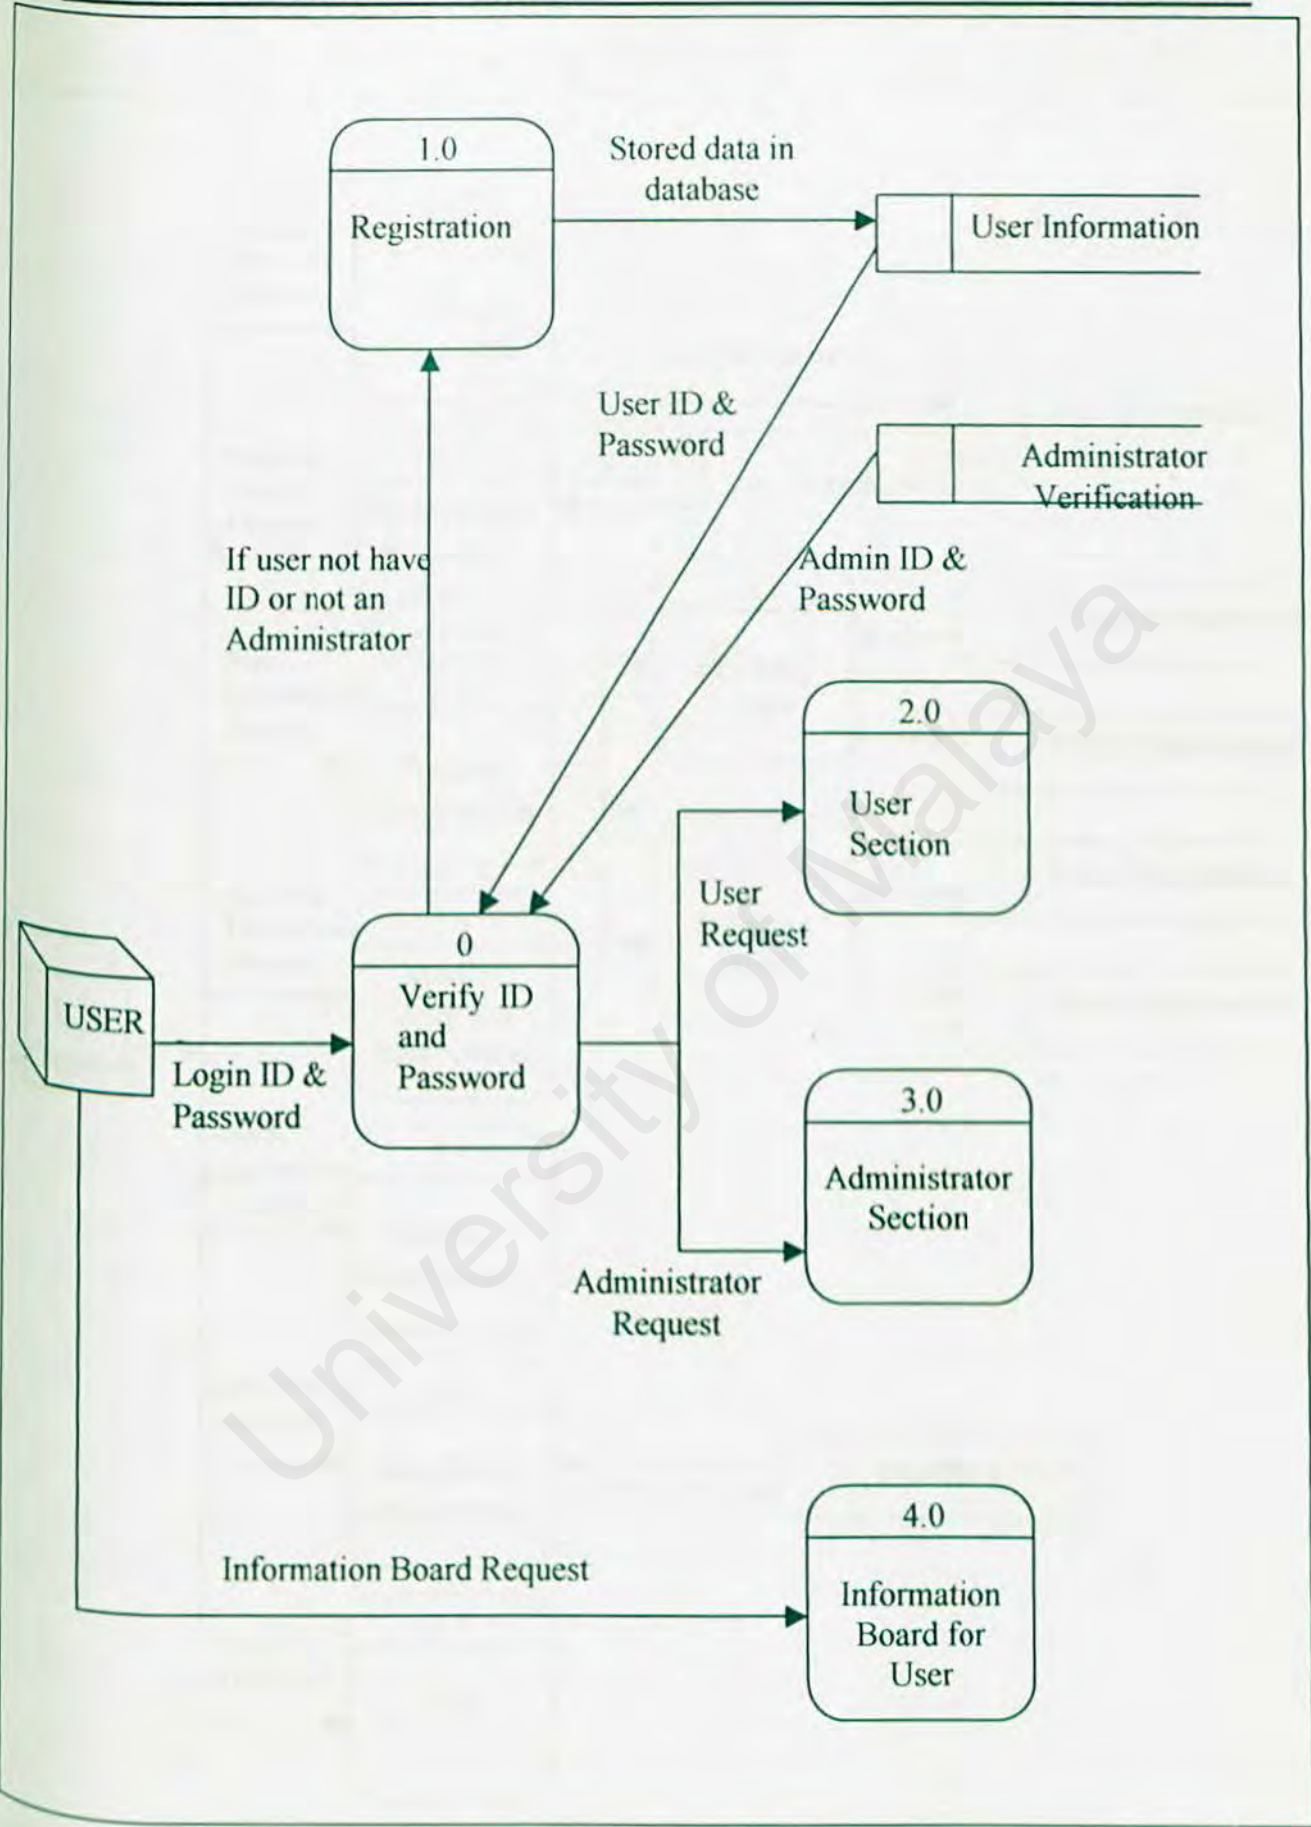 1.0
Registration
Stored data in
database
User Information
User ID &
Password
Administrator
Verification
If user not have
ID or not an
Administrator
Admin ID &
Password
2.0
User
Section
User
Request
0
Verify ID
and
Password
USER
Login ID &
Password
3.0
Administrator
Section
Administrator
Request
4.0
Information
Board for
User
Information Board Request
University of Malaya